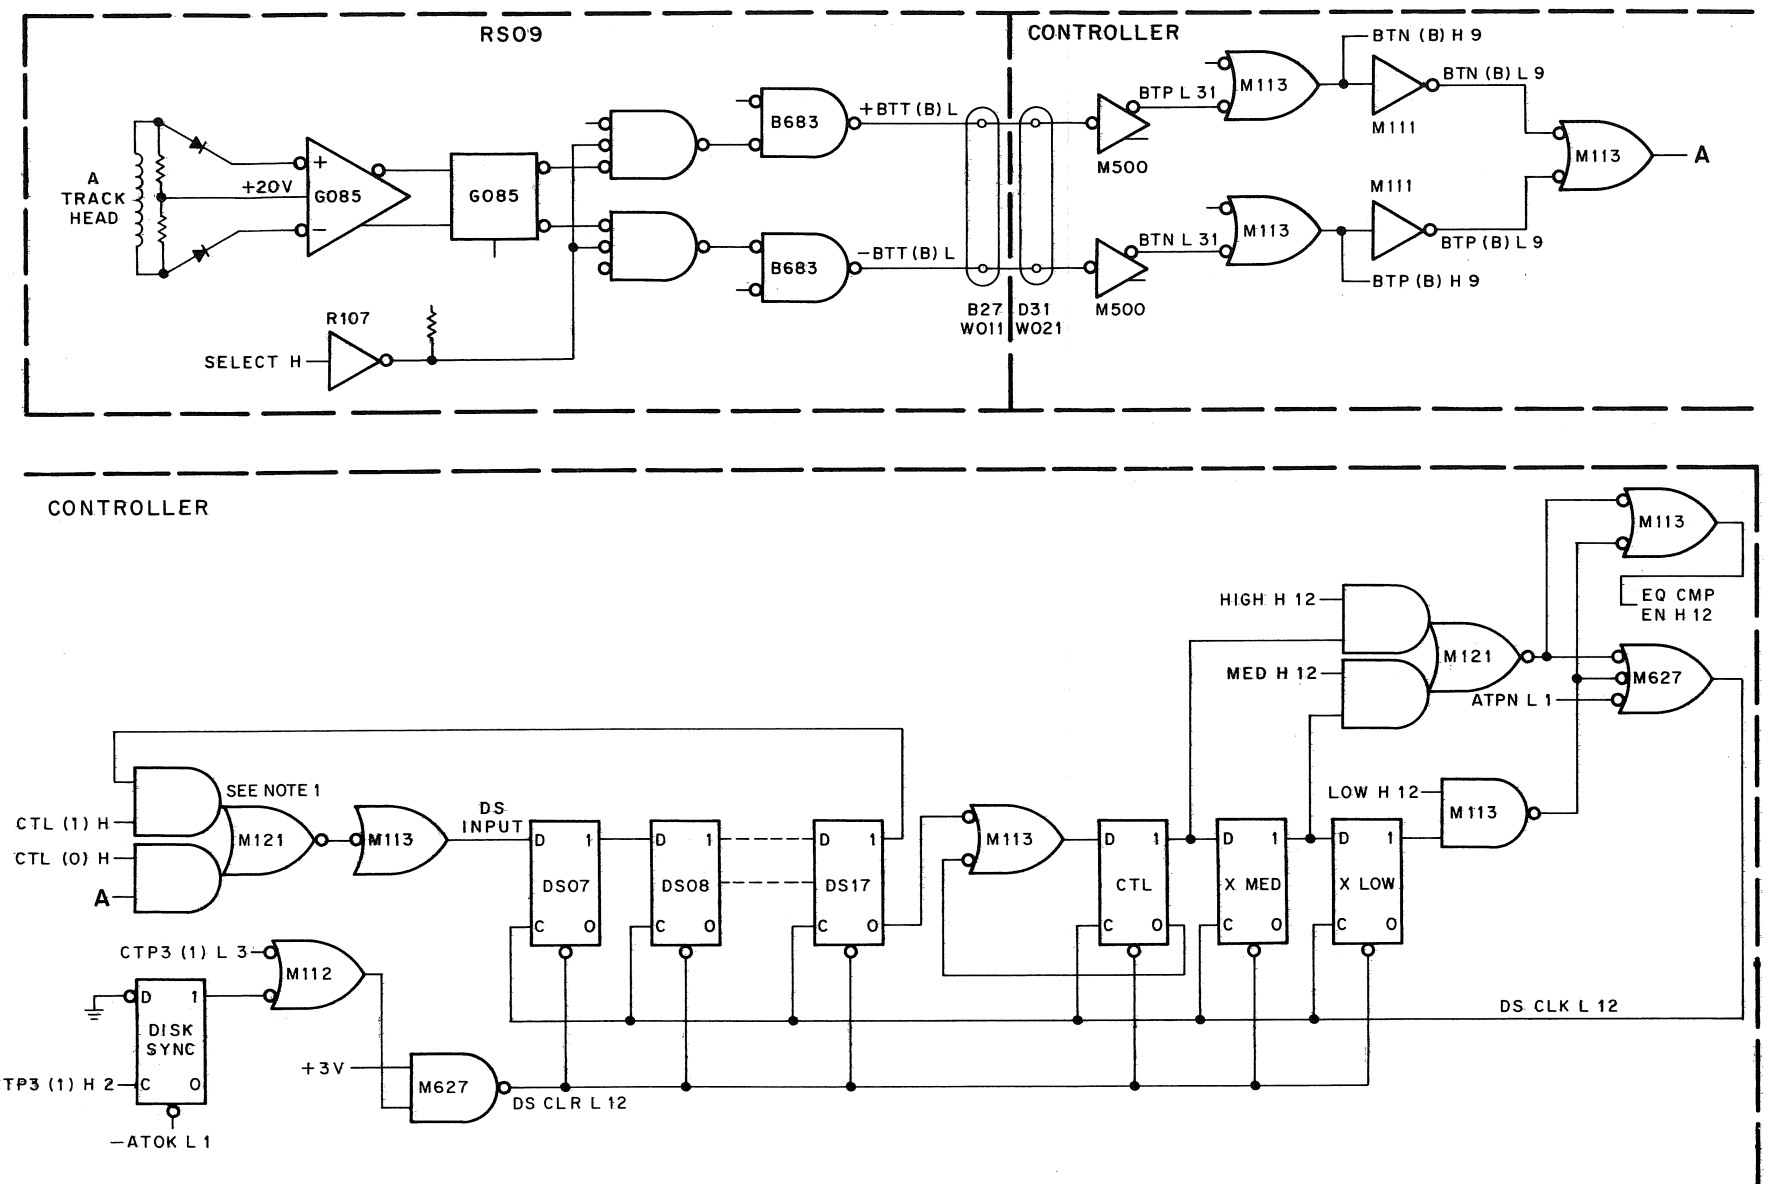 RS09
CONTROLLER
BTN (B) H 9
BTN (B) L 9
BTP L 31
M113
M111
B683
+BTT (B) L
M500
M113
A
A
TRACK
HEAD
+20V
+
G085
−
G085
M111
BTN L 31
M113
BTP (B) L 9
B683
−BTT (B) L
BTP (B) H 9
B27
W011
D31
W021
M500
R107
SELECT H
CONTROLLER
M113
EQ CMP
EN H 12
HIGH H 12
M121
MED H 12
M627
ATPN L 1
SEE NOTE 1
CTL (1) H
CTL (0) H
A
M121
M113
DS
INPUT
D 1
DS07
C 0
D 1
DS08
D 1
DS17
C 0
M113
D 1
CTL
C 0
D 1
X MED
C 0
D 1
X LOW
C 0
LOW H 12
M113
CTP3 (1) L 3
M112
D 1
DISK
SYNC
C 0
TP3 (1) H 2
−ATOK L 1
+3V
M627
DS CLR L 12
DS CLK L 12